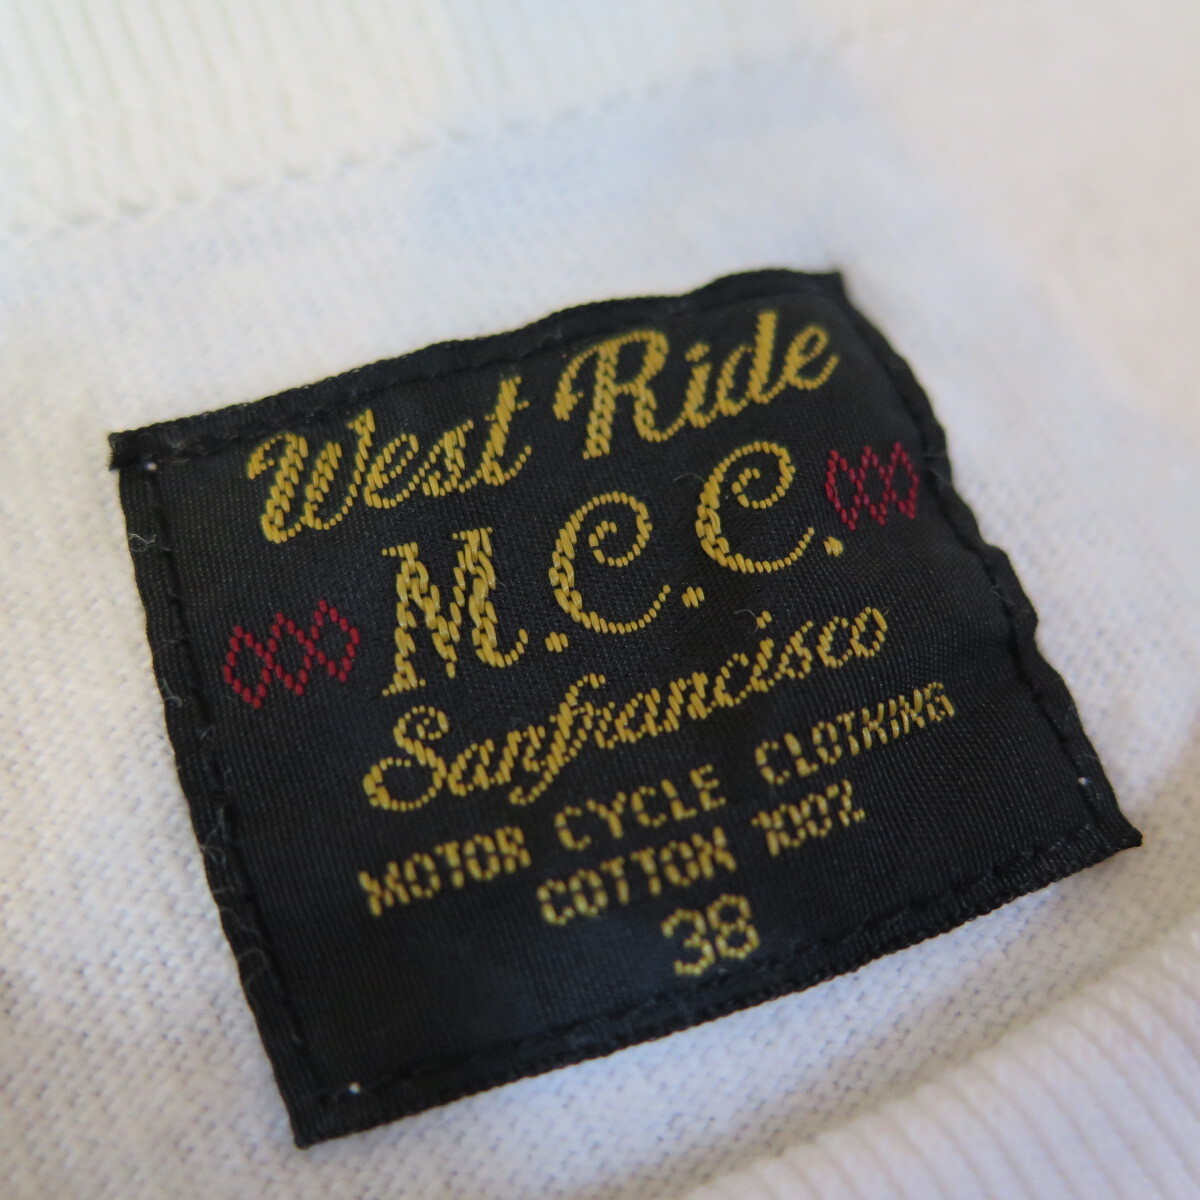 West Ride
M.C.C.
Sanfrancisco
MOTOR CYCLE CLOTHING
COTTON 100%
38